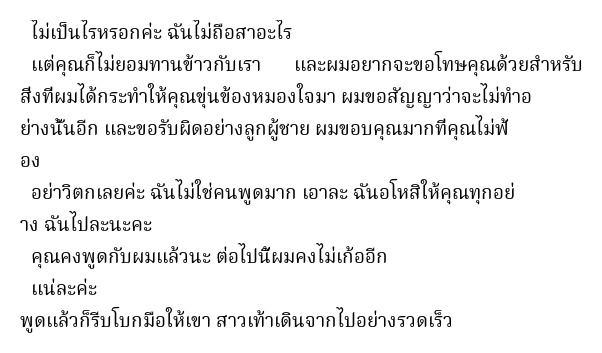 ไม่เป็นไรหรอกค่ะ ฉันไม่ถือสาอะไร
แต่คุณก็ไม่ยอมทานข้าวกับเรา และผมอยากจะขอโทษคุณด้วยสำหรับ
สิ่งที่ผมได้กระทำให้คุณขุ่นข้องหมองใจมา ผมขอสัญญาว่าจะไม่ทำอ
ย่างนั้นอีก และขอรับผิดอย่างลูกผู้ชาย ผมขอบคุณมากที่คุณไม่ฟ้
อง
อย่าวิตกเลยค่ะ ฉันไม่ใช่คนพูดมาก เอาละ ฉันอโหสิให้คุณทุกอย่
าง ฉันไปละนะคะ
คุณคงพูดกับผมแล้วนะ ต่อไปนี้ผมคงไม่เก้ออีก
แน่ละค่ะ
พูดแล้วก็รีบโบกมือให้เขา สาวเท้าเดินจากไปอย่างรวดเร็ว